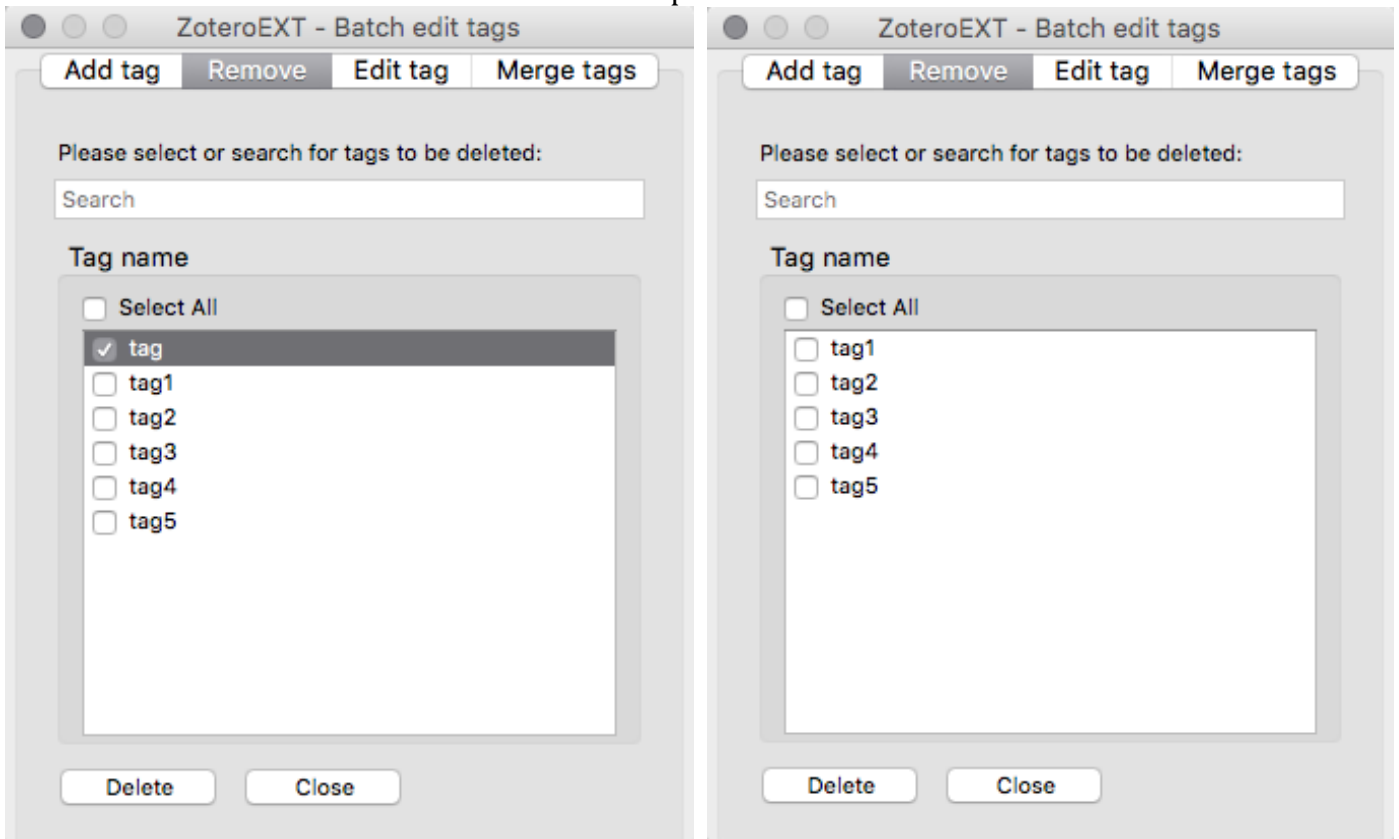 ZoteroEXT - Batch edit tags
Add tag Remove Edit tag Merge tags
Please select or search for tags to be deleted:
Search
Tag name
Select All
tag
tag1
tag2
tag3
tag4
tag5
Delete Close
ZoteroEXT - Batch edit tags
Add tag Remove Edit tag Merge tags
Please select or search for tags to be deleted:
Search
Tag name
Select All
tag1
tag2
tag3
tag4
tag5
Delete Close